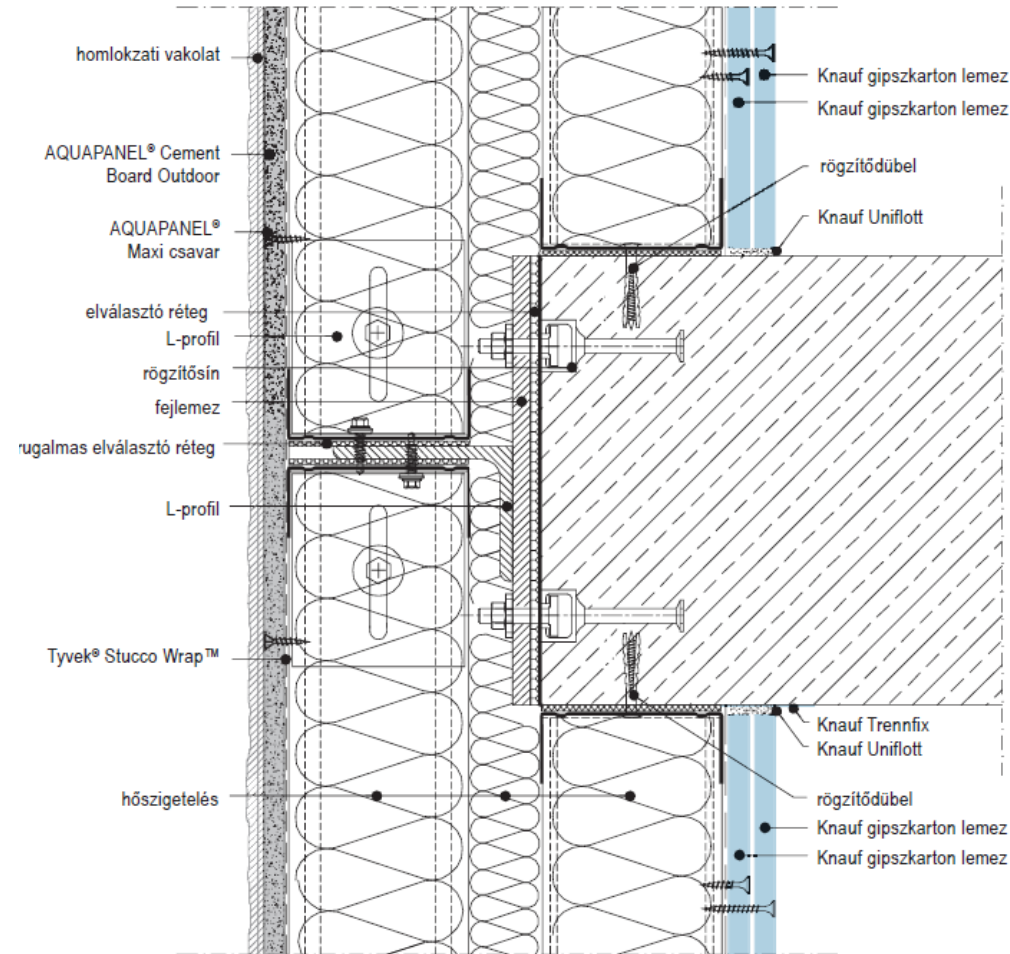 homlokzati vakolat
AQUAPANEL® Cement
Board Outdoor
AQUAPANEL®
Maxi csavar
elválasztó réteg
L-profil
rögzítősín
fejlemez
rugalmas elválasztó réteg
L-profil
Tyvek® Stucco Wrap™
hőszigetelés
Knauf gipszkarton lemez
Knauf gipszkarton lemez
rögzítődübel
Knauf Uniflott
Knauf Trennfix
Knauf Uniflott
rögzítődübel
Knauf gipszkarton lemez
Knauf gipszkarton lemez